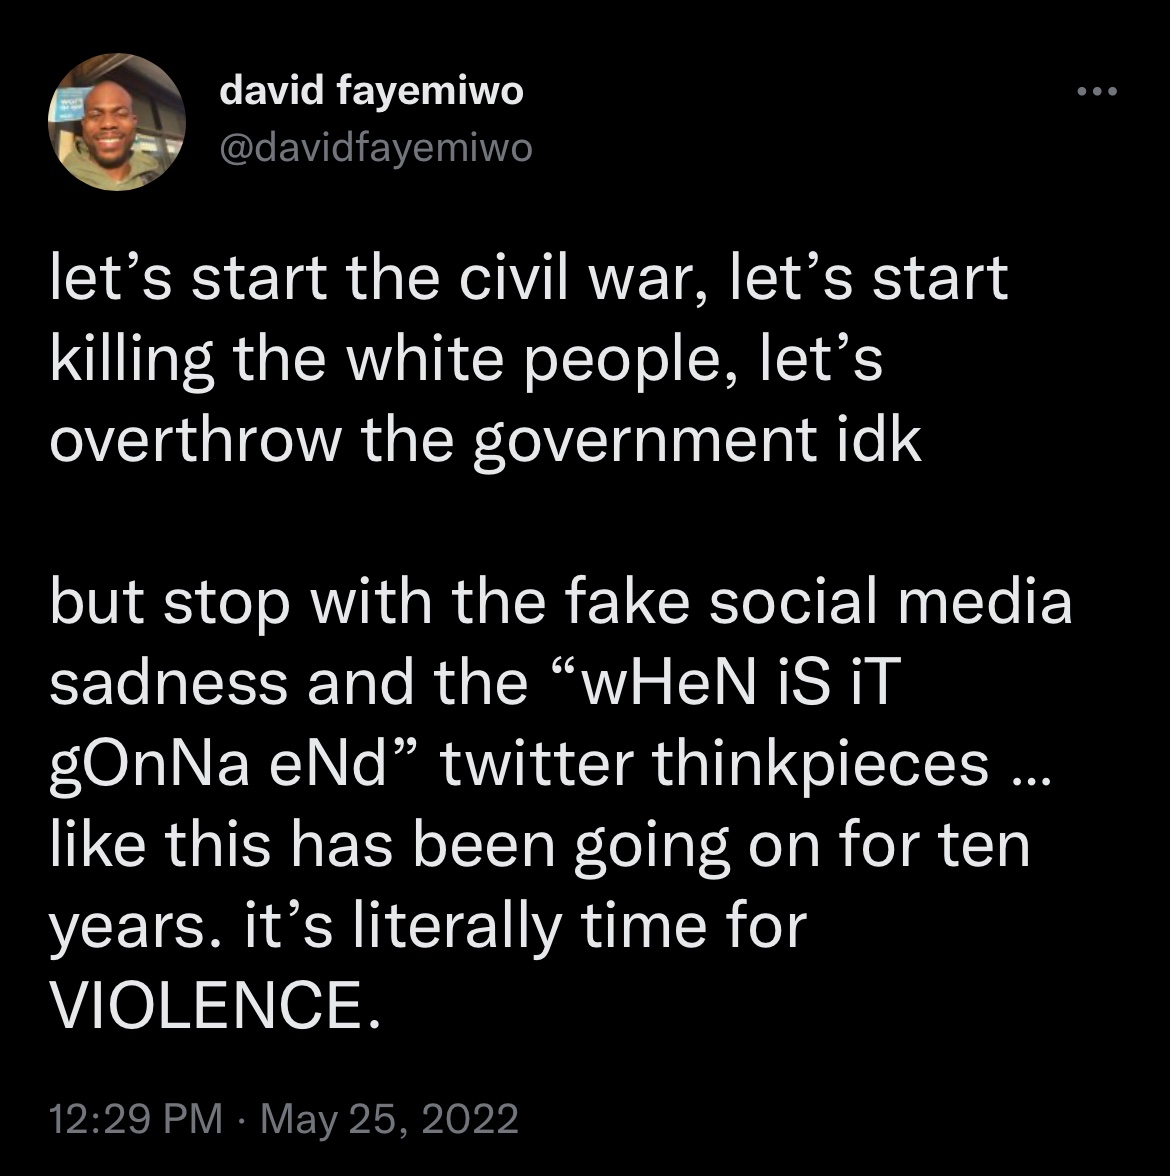 david fayemiwo
@davidfayemiwo
let’s start the civil war, let’s start
killing the white people, let’s
overthrow the government idk
but stop with the fake social media
sadness and the “wHeN iS iT
gOnNa eNd” twitter thinkpieces ...
like this has been going on for ten
years. it’s literally time for
VIOLENCE.
12:29 PM · May 25, 2022